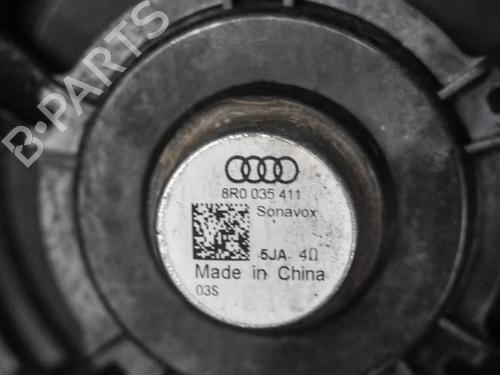 B-PARTS
8R0 035 411
Sonavox
5JA 4Ω
Made in China
03S